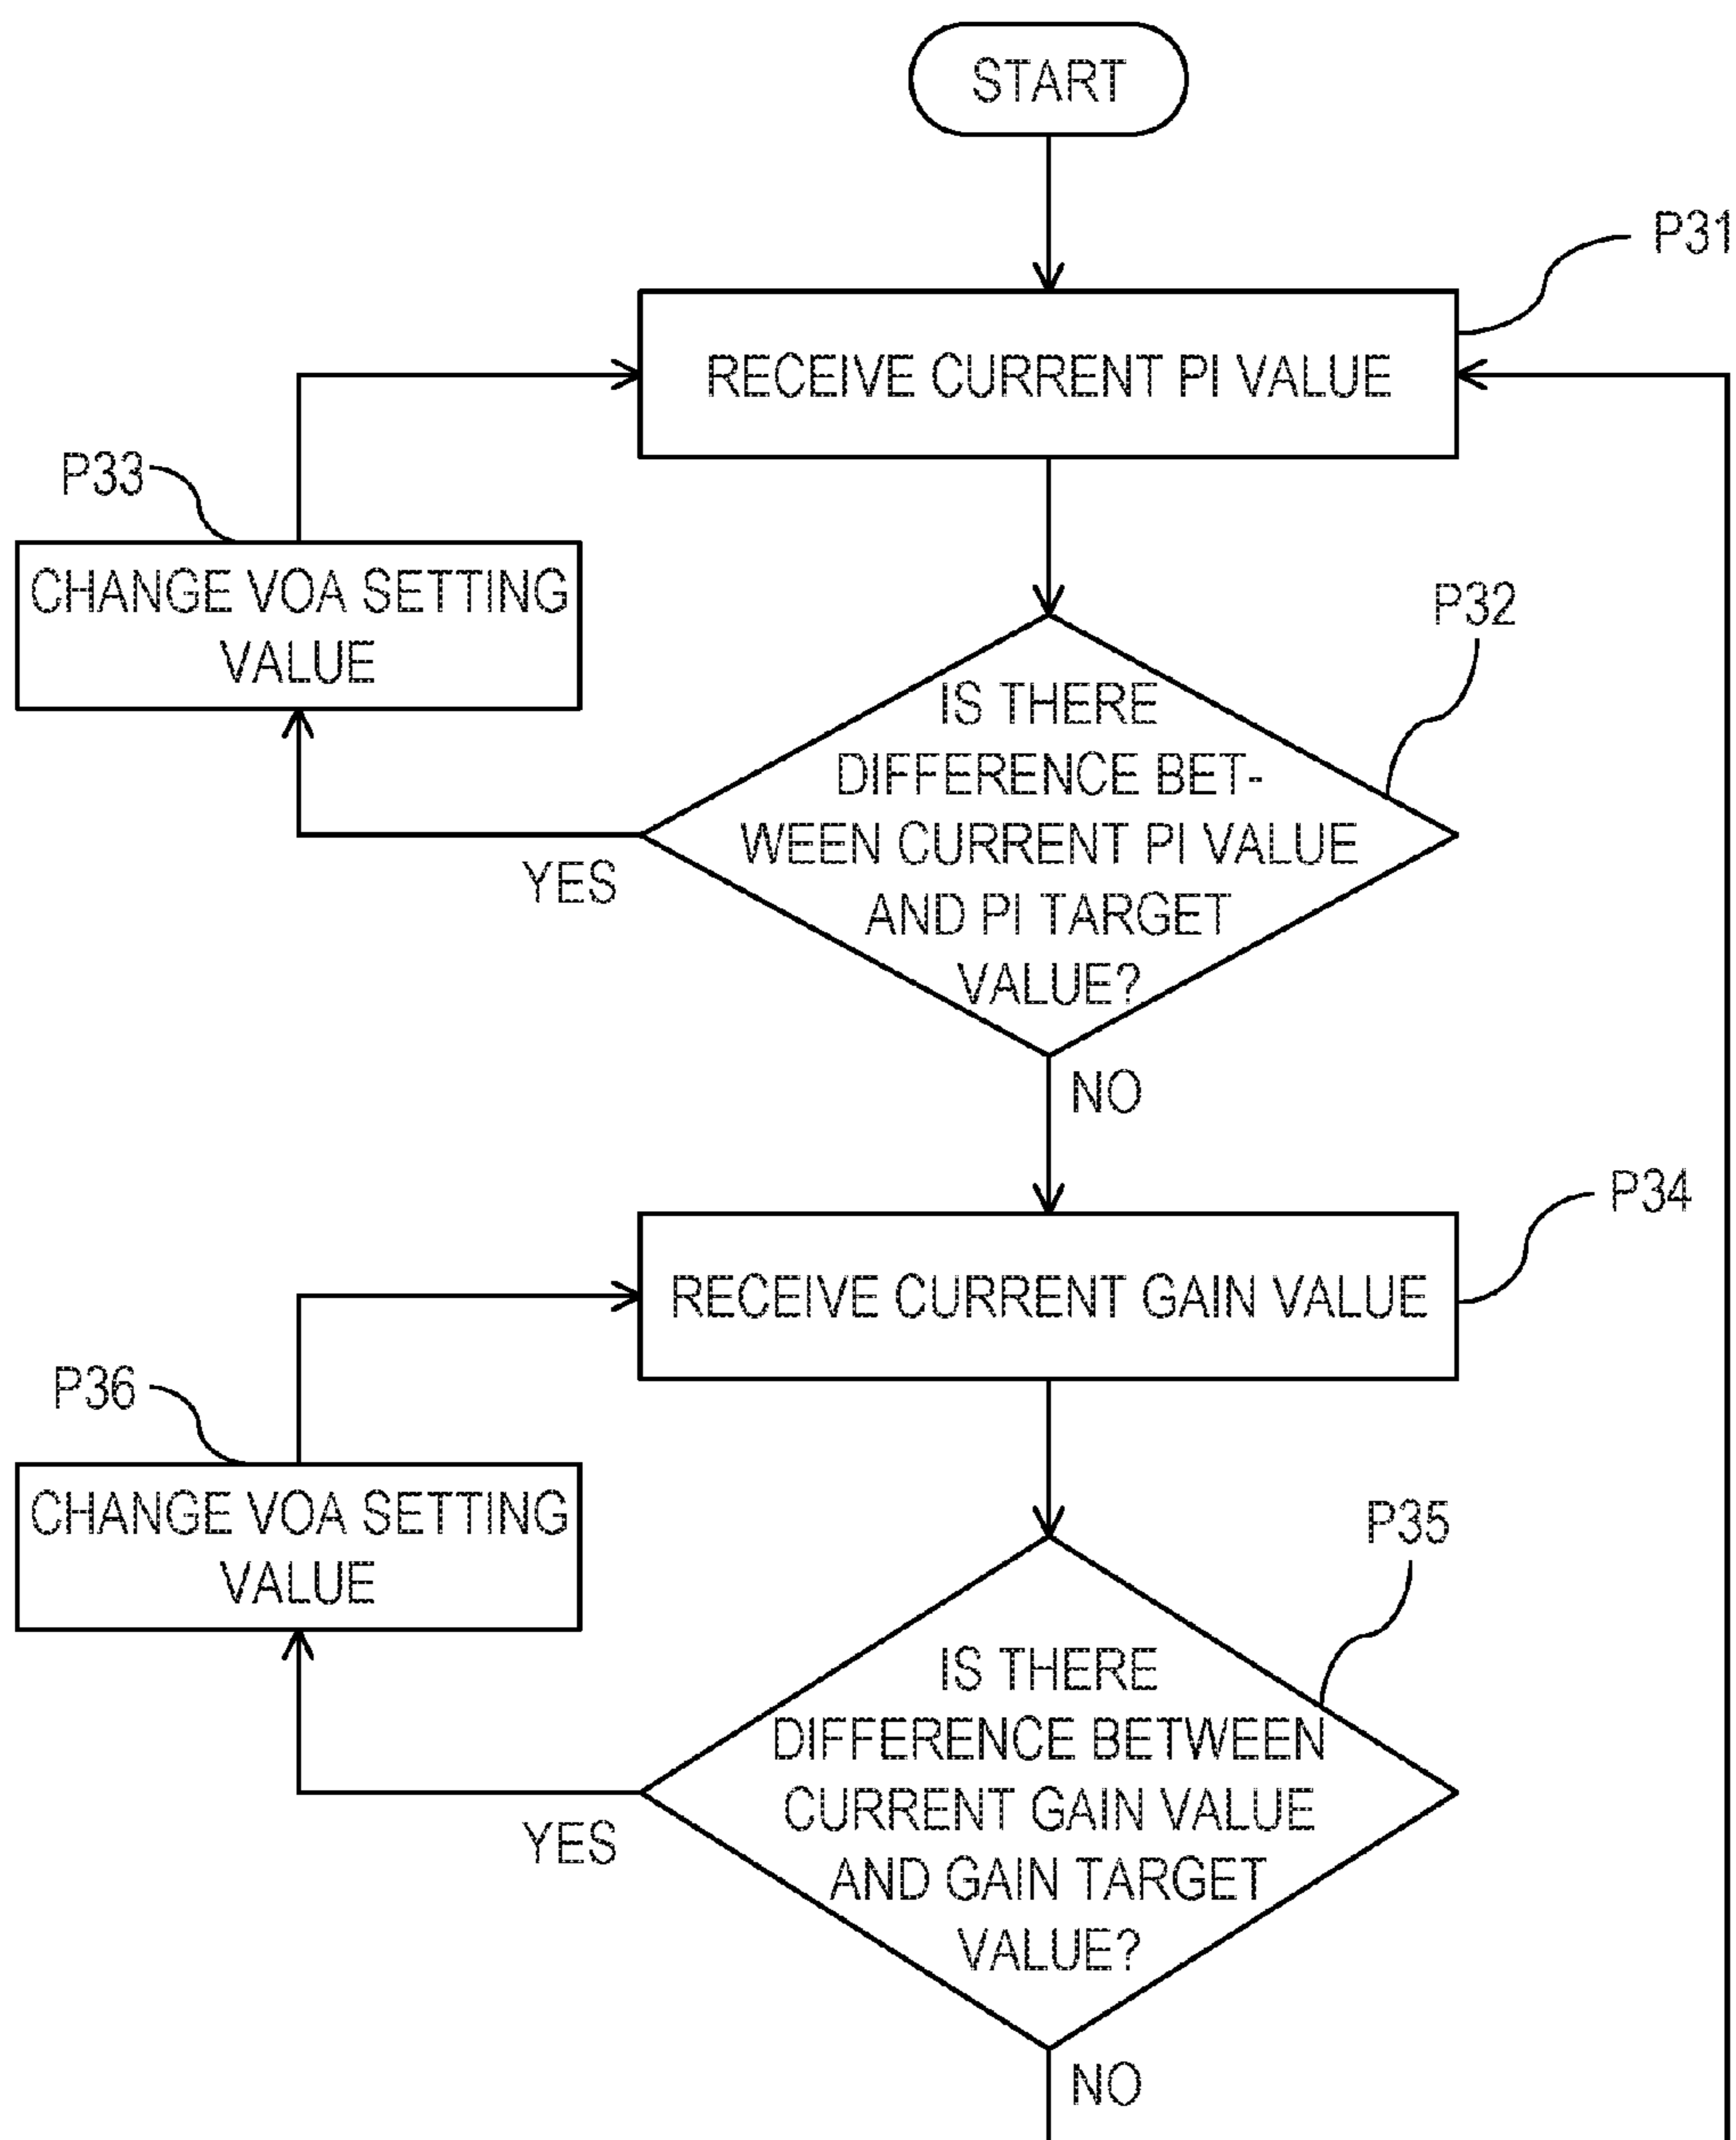 START
P31
RECEIVE CURRENT PI VALUE
P33
CHANGE VOA SETTING
VALUE
P32
IS THERE
DIFFERENCE BET-
WEEN CURRENT PI VALUE
AND PI TARGET
VALUE?
YES
NO
P34
RECEIVE CURRENT GAIN VALUE
P36
CHANGE VOA SETTING
VALUE
P35
IS THERE
DIFFERENCE BETWEEN
CURRENT GAIN VALUE
AND GAIN TARGET
VALUE?
YES
NO